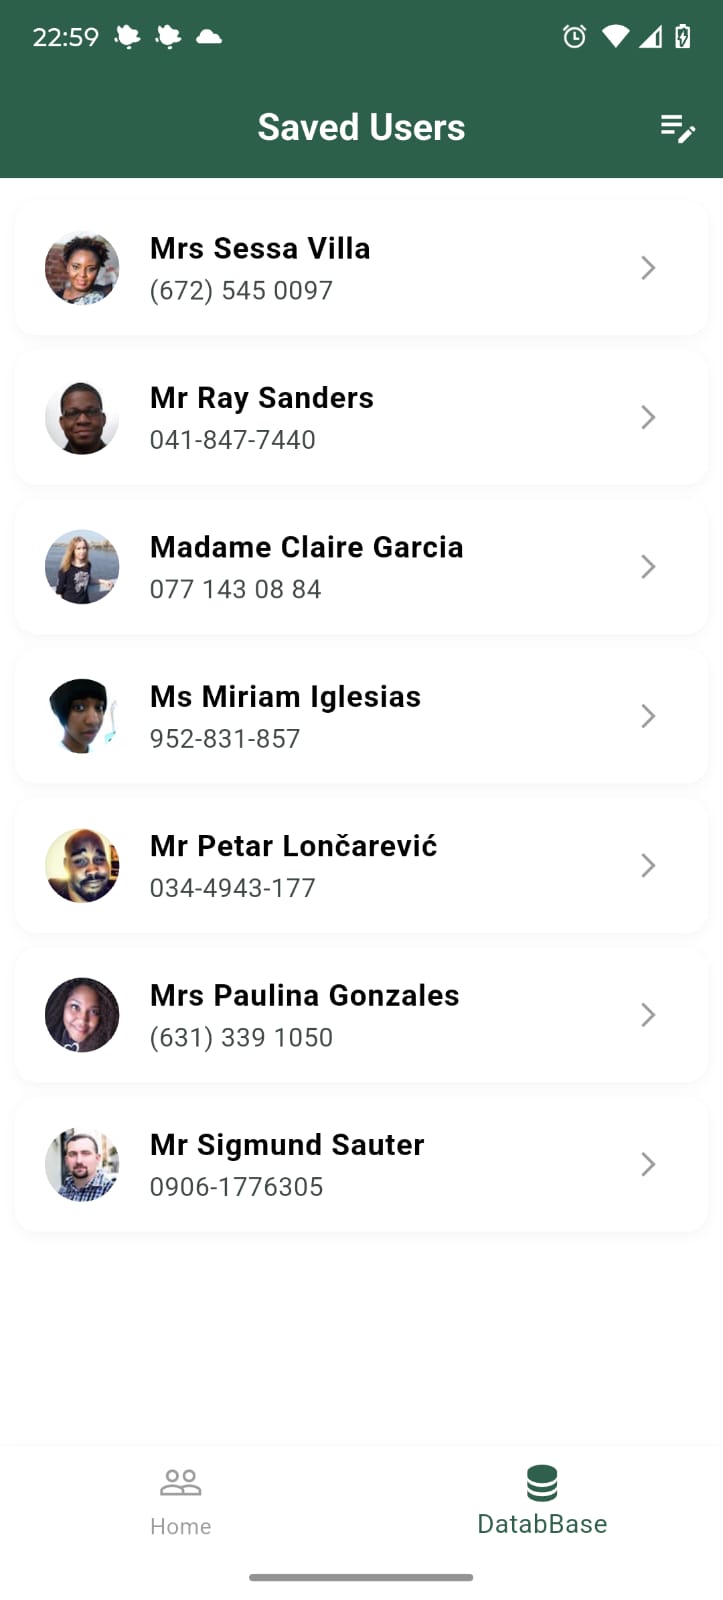 22:59
Saved Users
Mrs Sessa Villa
(672) 545 0097
Mr Ray Sanders
041-847-7440
Madame Claire Garcia
077 143 08 84
Ms Miriam Iglesias
952-831-857
Mr Petar Lončarević
034-4943-177
Mrs Paulina Gonzales
(631) 339 1050
Mr Sigmund Sauter
0906-1776305
Home
DatabBase